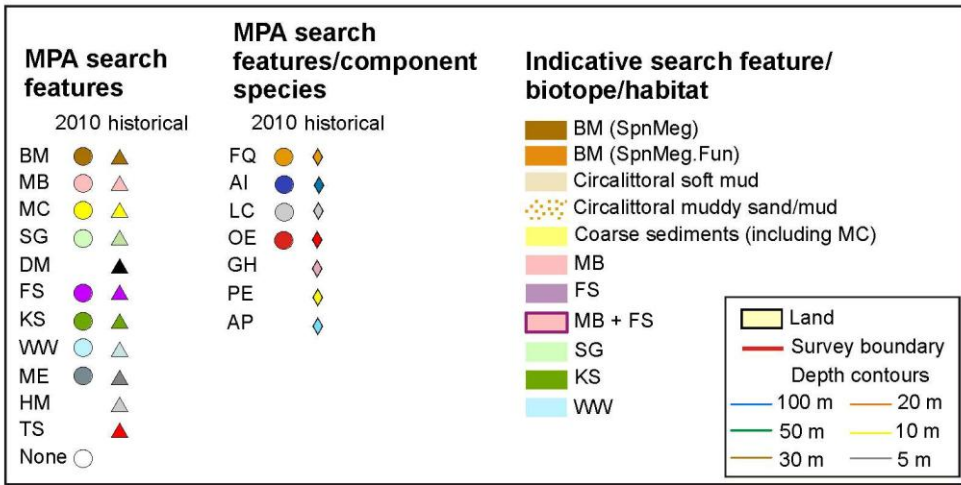 MPA search
features
2010 historical
BM
MB
MC
SG
DM
FS
KS
WW
ME
HM
TS
None
MPA search
features/component
species
2010 historical
FQ
AI
LC
OE
GH
PE
AP
Indicative search feature/
biotope/habitat
BM (SpnMeg)
BM (SpnMeg.Fun)
Circalittoral soft mud
Circalittoral muddy sand/mud
Coarse sediments (including MC)
MB
FS
MB + FS
SG
KS
WW
Land
Survey boundary
Depth contours
100 m
20 m
50 m
10 m
30 m
5 m